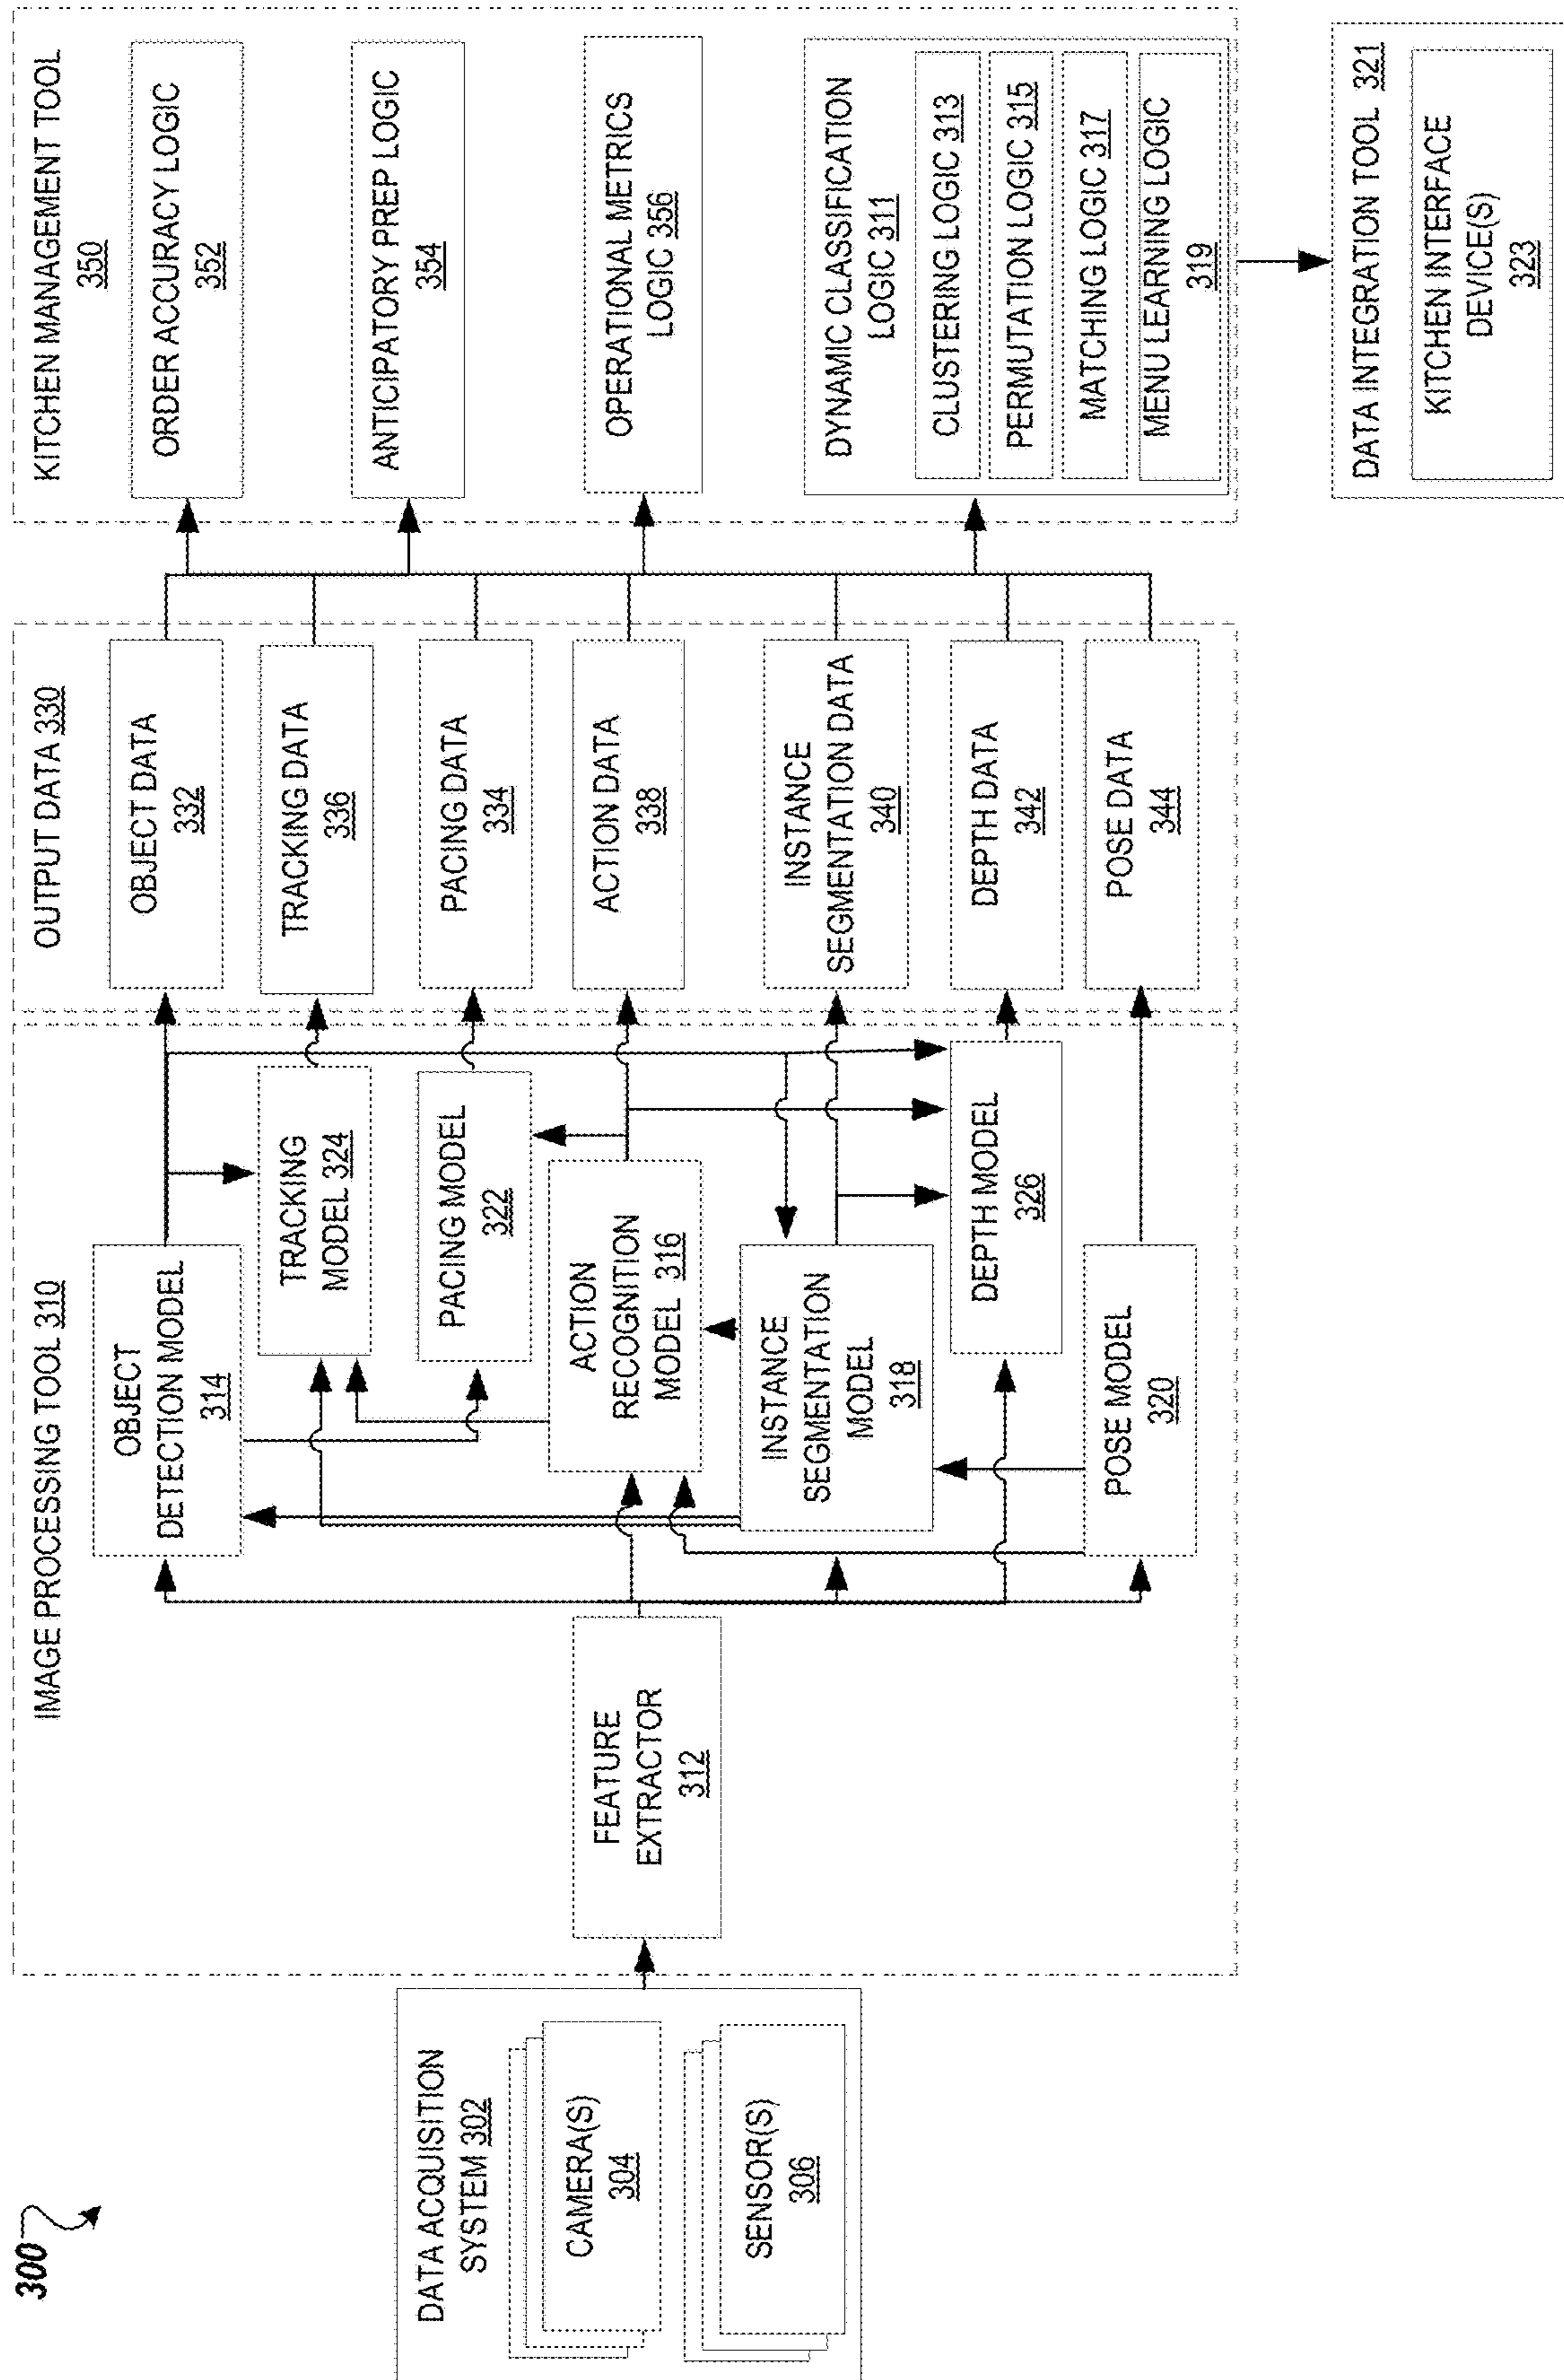 300
DATA ACQUISITION
SYSTEM 302
CAMERA(S)
304
SENSOR(S)
306
IMAGE PROCESSING TOOL 310
FEATURE
EXTRACTOR
312
OBJECT
DETECTION MODEL
314
TRACKING
MODEL 324
PACING MODEL
322
ACTION
RECOGNITION
MODEL 316
INSTANCE
SEGMENTATION
MODEL
318
DEPTH MODEL
326
POSE MODEL
320
OUTPUT DATA 330
OBJECT DATA
332
TRACKING DATA
336
PACING DATA
334
ACTION DATA
338
INSTANCE
SEGMENTATION DATA
340
DEPTH DATA
342
POSE DATA
344
KITCHEN MANAGEMENT TOOL
350
ORDER ACCURACY LOGIC
352
ANTICIPATORY PREP LOGIC
354
OPERATIONAL METRICS
LOGIC 356
DYNAMIC CLASSIFICATION
LOGIC 311
CLUSTERING LOGIC 313
PERMUTATION LOGIC 315
MATCHING LOGIC 317
MENU LEARNING LOGIC
319
DATA INTEGRATION TOOL 321
KITCHEN INTERFACE
DEVICE(S)
323